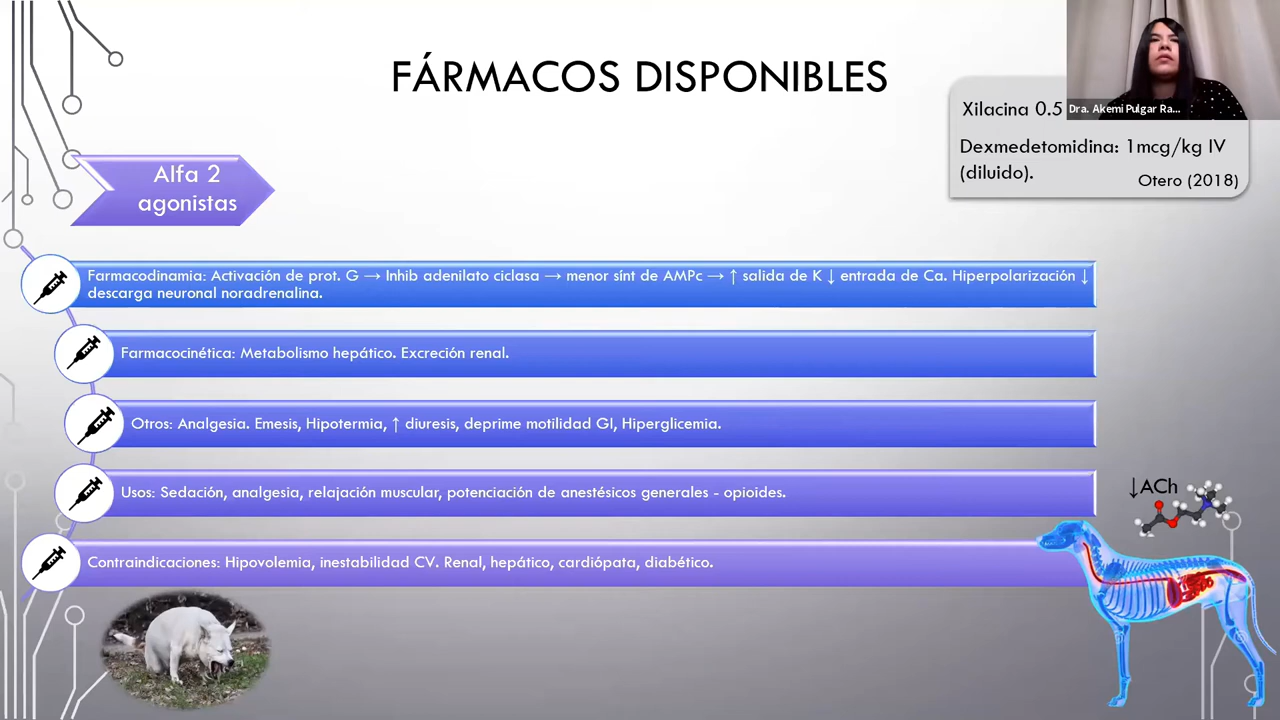 FÁRMACOS DISPONIBLES
Dra. Akemi Pulgar Ra...
Xilacina 0.5
Dexmedetomidina: 1mcg/kg IV
(diluido).
Otero (2018)
Alfa 2
agonistas
Farmacodinamia: Activación de prot. G → Inhib adenilato ciclasa → menor sínt de AMPc → ↑ salida de K ↓ entrada de Ca. Hiperpolarización ↓
descarga neuronal noradrenalina.
Farmacocinética: Metabolismo hepático. Excreción renal.
Otros: Analgesia. Emesis, Hipotermia, ↑ diuresis, deprime motilidad GI, Hiperglicemia.
Usos: Sedación, analgesia, relajación muscular, potenciación de anestésicos generales - opioides.
↓ACh
Contraindicaciones: Hipovolemia, inestabilidad CV. Renal, hepático, cardiópata, diabético.